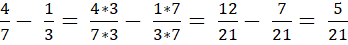 4/7 − 1/3 = 4*3/7*3 − 1*7/3*7 = 12/21 − 7/21 = 5/21